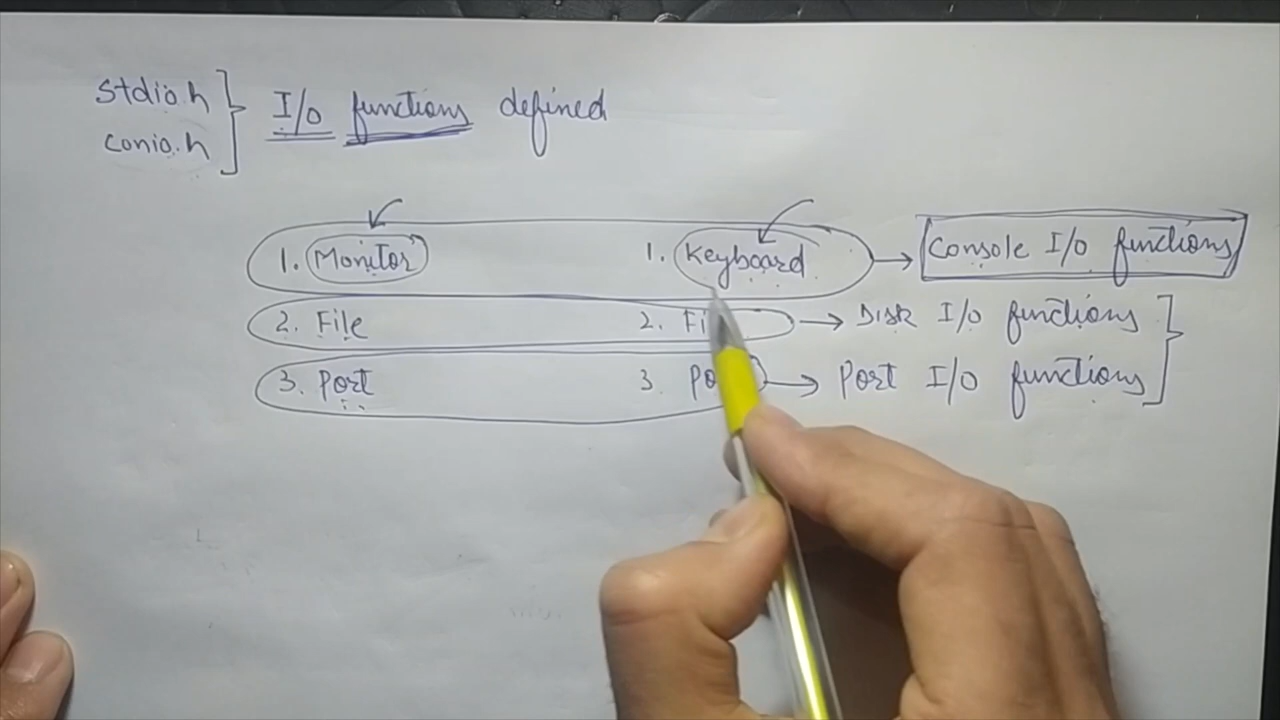 stdio.h } I/O functions defined
conio.h
1. Monitor 1. Keyboard → Console I/O functions
2. File 2. → Disk I/O functions
3. Port 3. → Port I/O functions